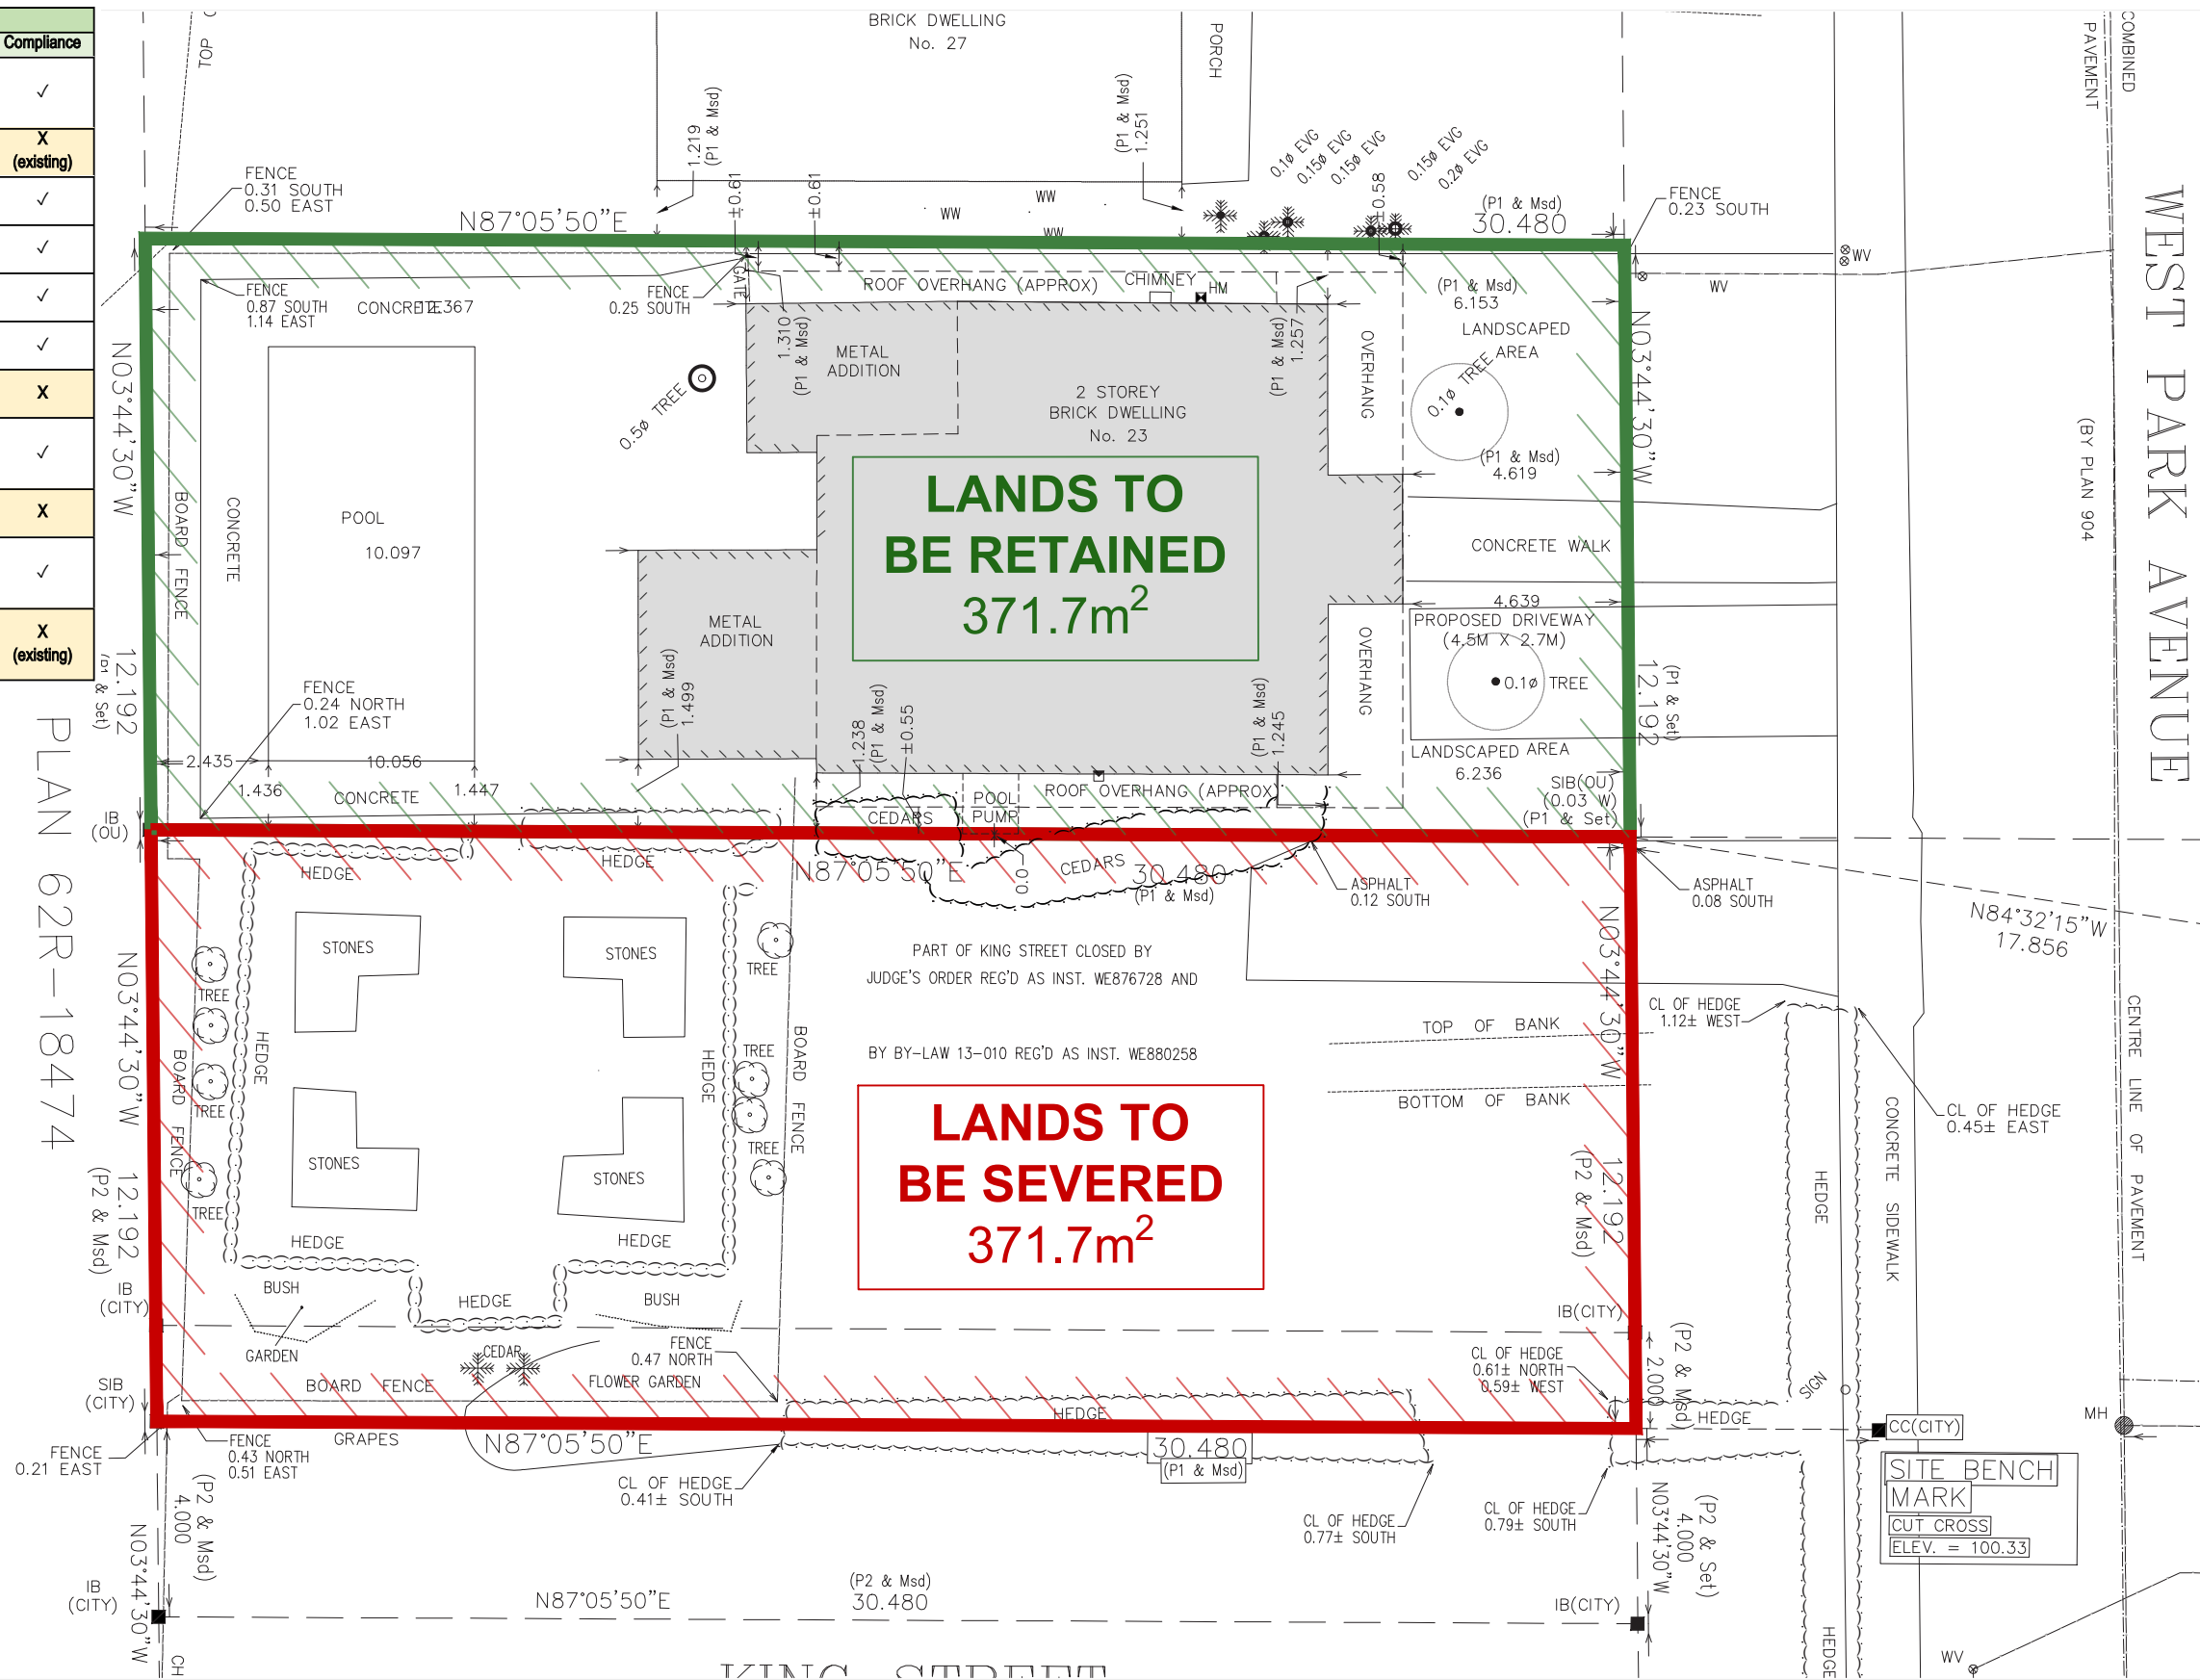 Compliance
✓
X
(existing)
✓
✓
✓
✓
X
✓
X
✓
X
(existing)
TOP
BRICK DWELLING
No. 27
PORCH
COMBINED
PAVEMENT
1.219
(P1 & Msd)
(P1 & Msd)
1.251
±0.61
±0.61
0.1ø EVG
0.15ø EVG
0.15ø EVG
±0.58
0.15ø EVG
0.2ø EVG
FENCE
0.31 SOUTH
0.50 EAST
WW
WW
WW
N87°05'50"E
(P1 & Msd)
30.480
FENCE
0.23 SOUTH
WV
WV
WEST PARK AVENUE
(BY PLAN 904
FENCE
0.87 SOUTH
1.14 EAST
CONCRETE
12.367
FENCE
0.25 SOUTH
GATE
ROOF OVERHANG (APPROX)
CHIMNEY
HM
(P1 & Msd)
6.153
LANDSCAPED
AREA
1.310
(P1 & Msd)
(P1 & Msd)
1.257
OVERHANG
METAL
ADDITION
2 STOREY
BRICK DWELLING
No. 23
0.5ø TREE
0.1ø TREE
N03°44'30"W
N03°44'30"W
(P1 & Msd)
4.619
LANDS TO
BE RETAINED
371.7m²
BOARD FENCE
CONCRETE
POOL
10.097
CONCRETE WALK
4.639
PROPOSED DRIVEWAY
(4.5M X 2.7M)
0.1ø TREE
METAL
ADDITION
OVERHANG
12.192
(P1 & Set)
(P1 & Set)
12.192
FENCE
0.24 NORTH
1.02 EAST
(P1 & Msd)
1.499
1.238
(P1 & Msd)
±0.55
(P1 & Msd)
1.245
2.435
10.056
1.436
1.447
CONCRETE
LANDSCAPED AREA
6.236
SIB(OU)
(0.03 W)
(P1 & Set)
IB
(OU)
CEDARS
POOL
PUMP
ROOF OVERHANG (APPROX)
PLAN 62R-18474
HEDGE
HEDGE
N87°05'50"E
0.01
CEDARS
30.480
(P1 & Msd)
ASPHALT
0.12 SOUTH
ASPHALT
0.08 SOUTH
N84°32'15"W
17.856
STONES
STONES
TREE
TREE
PART OF KING STREET CLOSED BY
JUDGE'S ORDER REG'D AS INST. WE876728 AND
BY BY-LAW 13-010 REG'D AS INST. WE880258
N03°44'30"W
N03°44'30"W
CL OF HEDGE
1.12± WEST
TOP OF BANK
BOTTOM OF BANK
HEDGE
HEDGE
BOARD FENCE
BOARD FENCE
TREE
TREE
TREE
TREE
STONES
STONES
LANDS TO
BE SEVERED
371.7m²
12.192
(P2 & Msd)
12.192
(P2 & Msd)
HEDGE
CONCRETE SIDEWALK
CL OF HEDGE
0.45± EAST
CENTRE LINE OF PAVEMENT
HEDGE
HEDGE
BUSH
BUSH
HEDGE
IB
(CITY)
GARDEN
CEDAR
FENCE
0.47 NORTH
FLOWER GARDEN
BOARD FENCE
IB(CITY)
CL OF HEDGE
0.61± NORTH
0.59± WEST
2.000
(P2 & Msd)
SIGN
SIB
(CITY)
HEDGE
HEDGE
MH
CC(CITY)
FENCE
0.21 EAST
FENCE
0.43 NORTH
0.51 EAST
GRAPES
N87°05'50"E
30.480
(P1 & Msd)
CL OF HEDGE
0.41± SOUTH
CL OF HEDGE
0.77± SOUTH
CL OF HEDGE
0.79± SOUTH
SITE BENCH
MARK
CUT CROSS
ELEV. = 100.33
(P2 & Msd)
4.000
N03°44'30"W
N03°44'30"W
4.000
(P2 & Set)
IB
(CITY)
N87°05'50"E
(P2 & Msd)
30.480
IB(CITY)
HEDGE
WV
CH
KING STREET